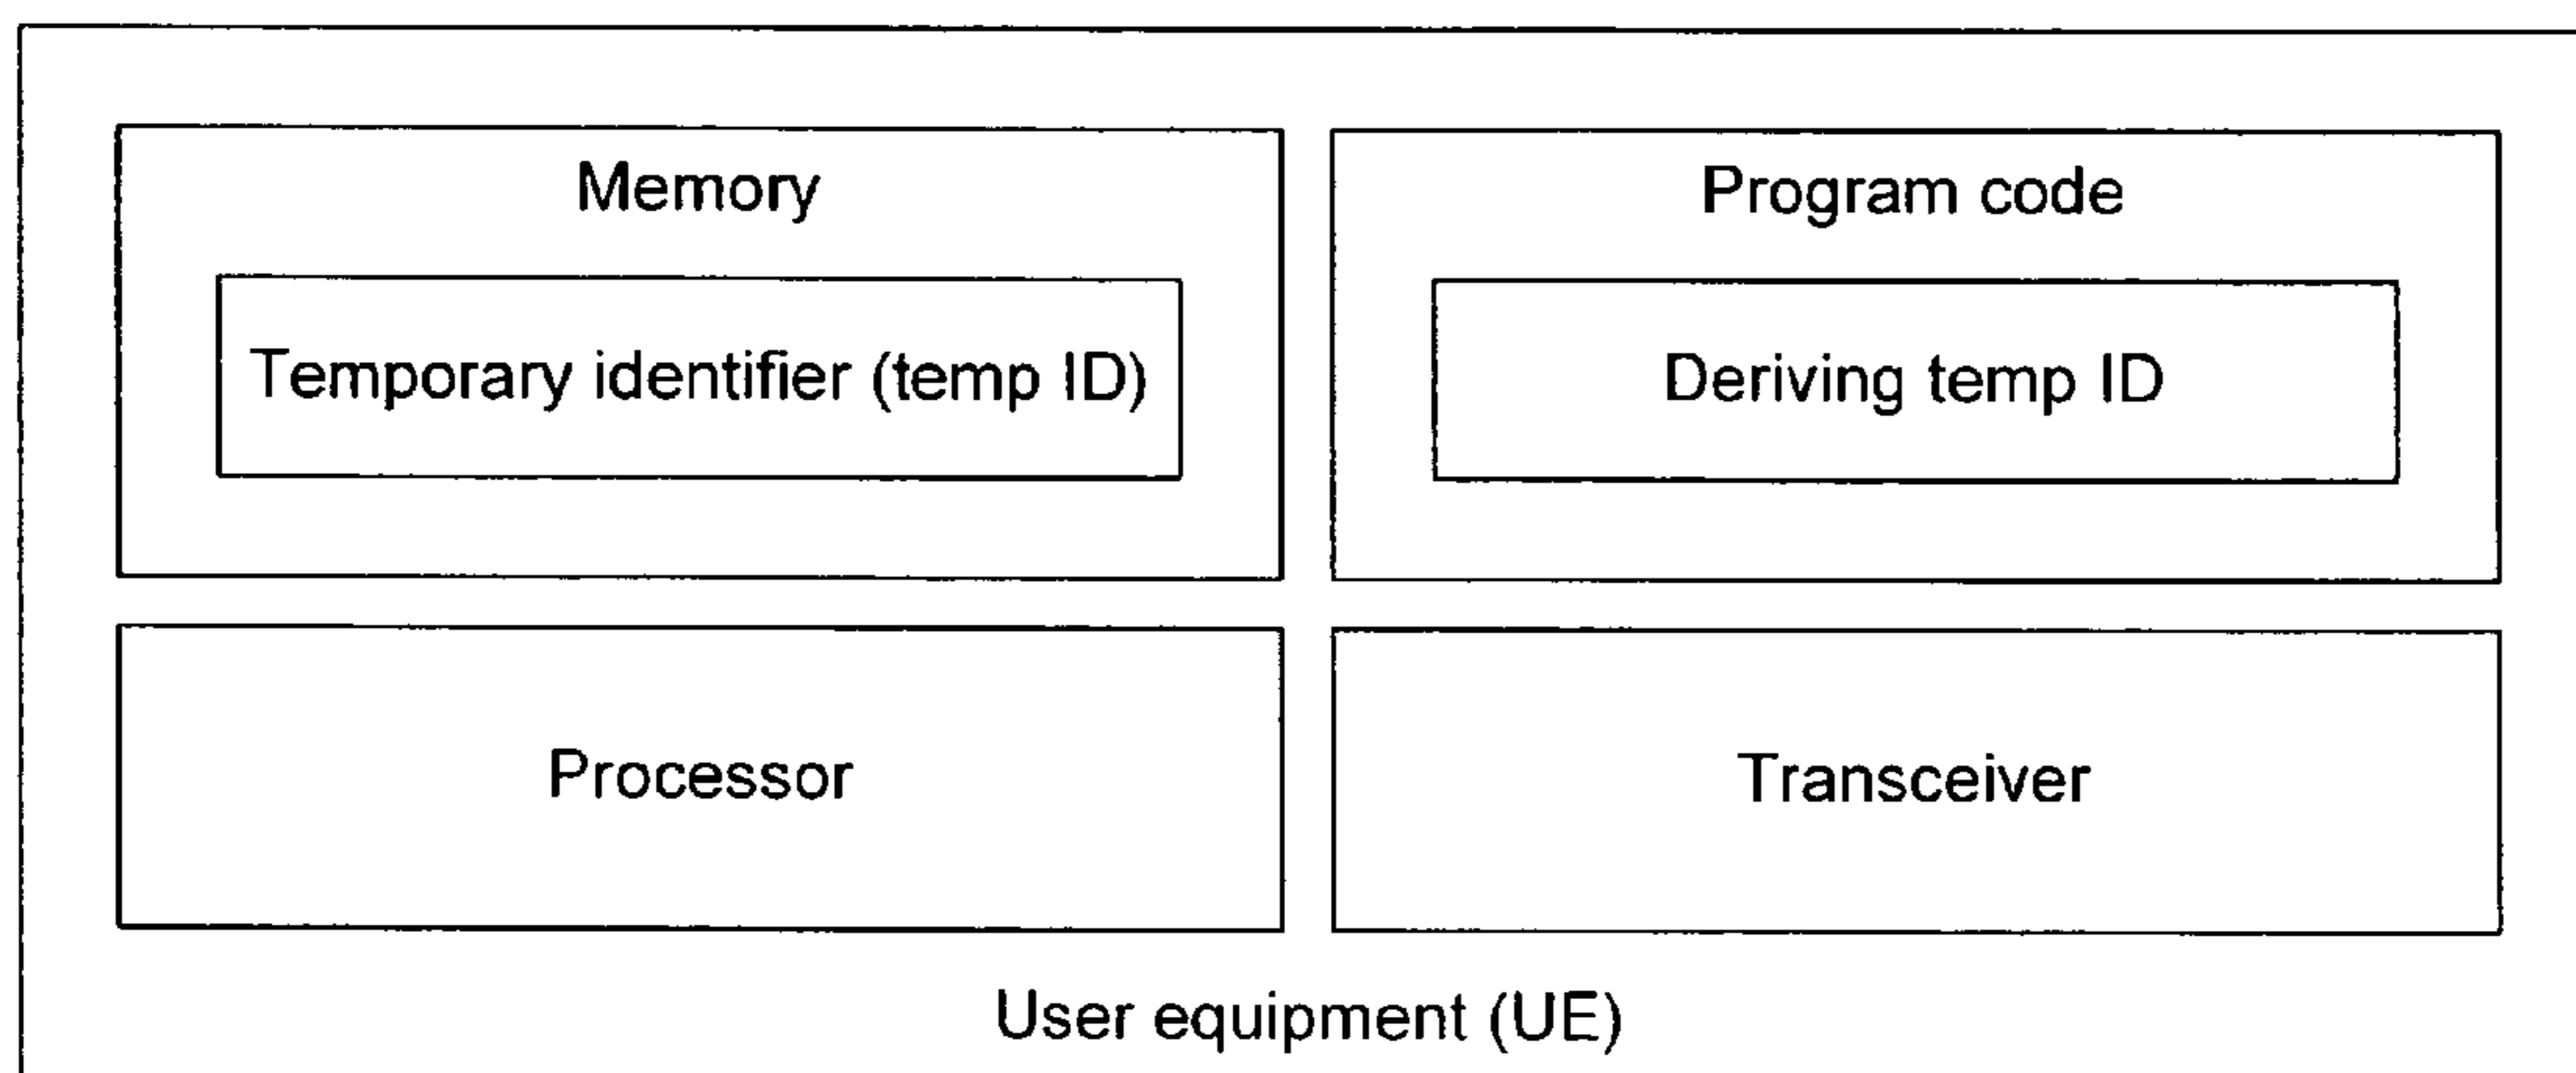 Memory
Temporary identifier (temp ID)
Program code
Deriving temp ID
Processor
Transceiver
User equipment (UE)